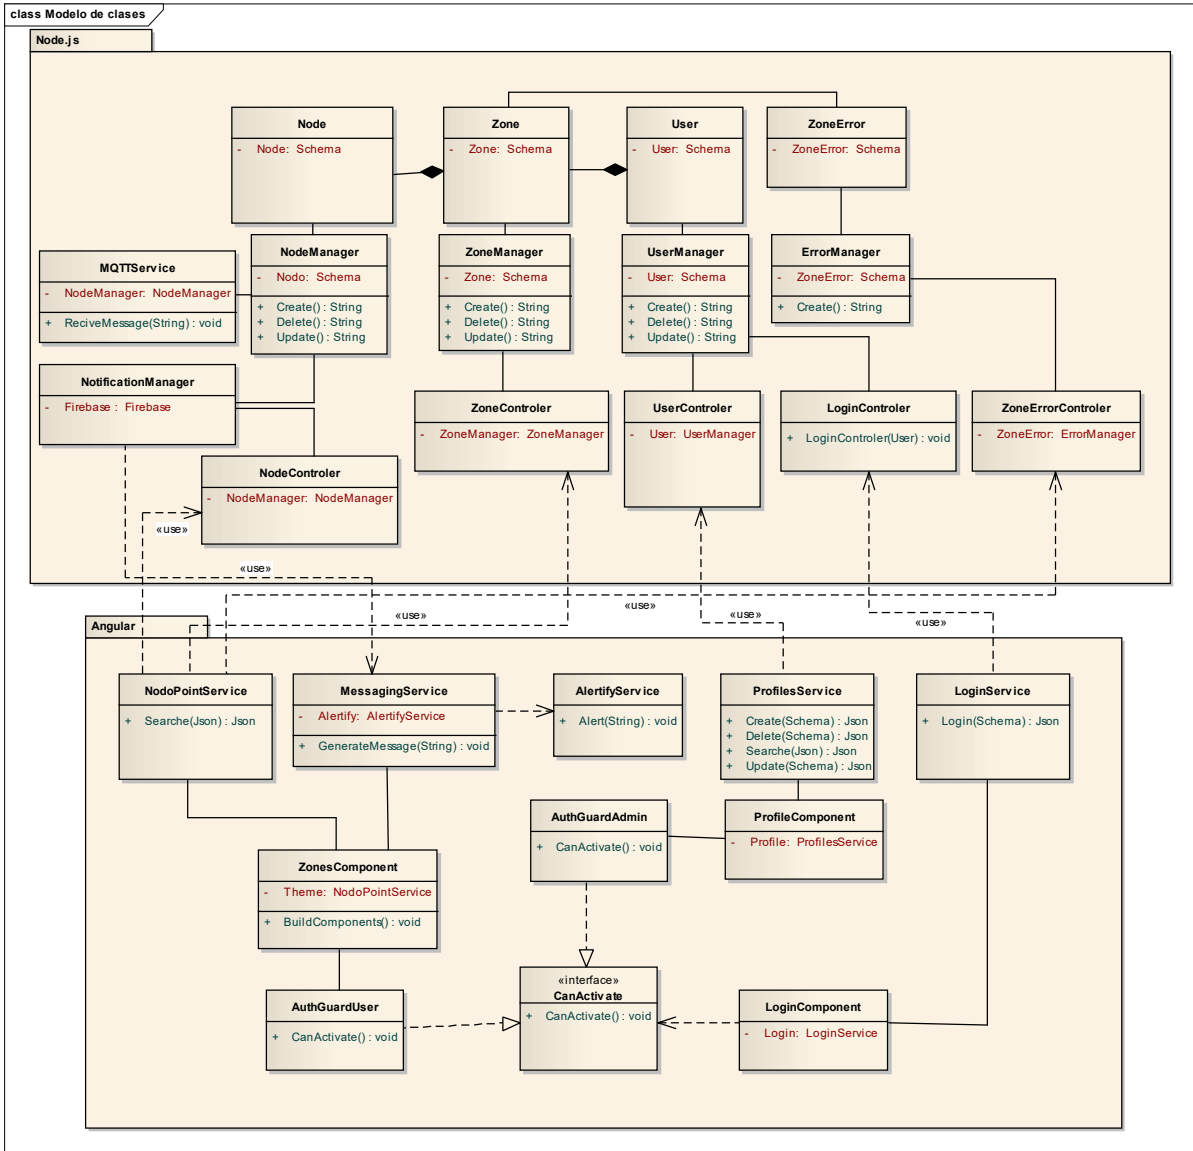 class Modelo de clases
Node.js
Node
- Node: Schema
Zone
- Zone: Schema
User
- User: Schema
ZoneError
- ZoneError: Schema
MQTTService
- NodeManager: NodeManager
+ ReciveMessage(String) : void
NodeManager
- Nodo: Schema
+ Create() : String
+ Delete() : String
+ Update() : String
ZoneManager
- Zone: Schema
+ Create() : String
+ Delete() : String
+ Update() : String
UserManager
- User: Schema
+ Create() : String
+ Delete() : String
+ Update() : String
ErrorManager
- ZoneError: Schema
+ Create() : String
NotificationManager
- Firebase : Firebase
ZoneControler
- ZoneManager: ZoneManager
UserControler
- User: UserManager
LoginControler
+ LoginControler(User) : void
ZoneErrorControler
- ZoneError: ErrorManager
NodeControler
- NodeManager: NodeManager
«use»
«use»
«use»
«use»
«use»
«use»
Angular
NodoPointService
+ Searche(Json) : Json
MessagingService
- Alertify: AlertifyService
+ GenerateMessage(String) : void
AlertifyService
+ Alert(String) : void
ProfilesService
+ Create(Schema) : Json
+ Delete(Schema) : Json
+ Searche(Json) : Json
+ Update(Schema) : Json
LoginService
+ Login(Schema) : Json
AuthGuardAdmin
+ CanActivate() : void
ProfileComponent
- Profile: ProfilesService
ZonesComponent
- Theme: NodoPointService
+ BuildComponents() : void
AuthGuardUser
+ CanActivate() : void
«interface»
CanActivate
+ CanActivate() : void
LoginComponent
- Login: LoginService